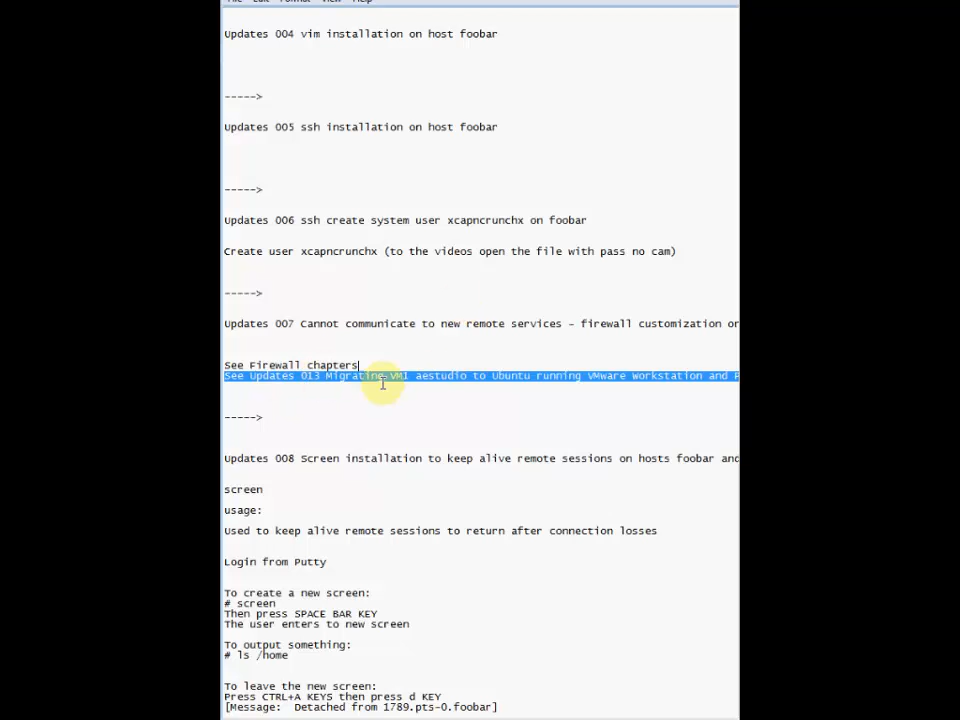 File Edit Format View Help
Updates 004 vim installation on host foobar
----->
Updates 005 ssh installation on host foobar
----->
Updates 006 ssh create system user xcapncrunchx on foobar
Create user xcapncrunchx (to the videos open the file with pass no cam)
----->
Updates 007 Cannot communicate to new remote services - firewall customization or
See Firewall chapters
See Updates 013 Migrating VM1 aestudio to Ubuntu running VMware Workstation and
----->
Updates 008 Screen installation to keep alive remote sessions on hosts foobar and
screen
usage:
Used to keep alive remote sessions to return after connection losses
Login from Putty
To create a new screen:
# screen
Then press SPACE BAR KEY
The user enters to new screen
To output something:
# ls /home
To leave the new screen:
Press CTRL+A KEYS then press d KEY
[Message:  Detached from 1789.pts-0.foobar]